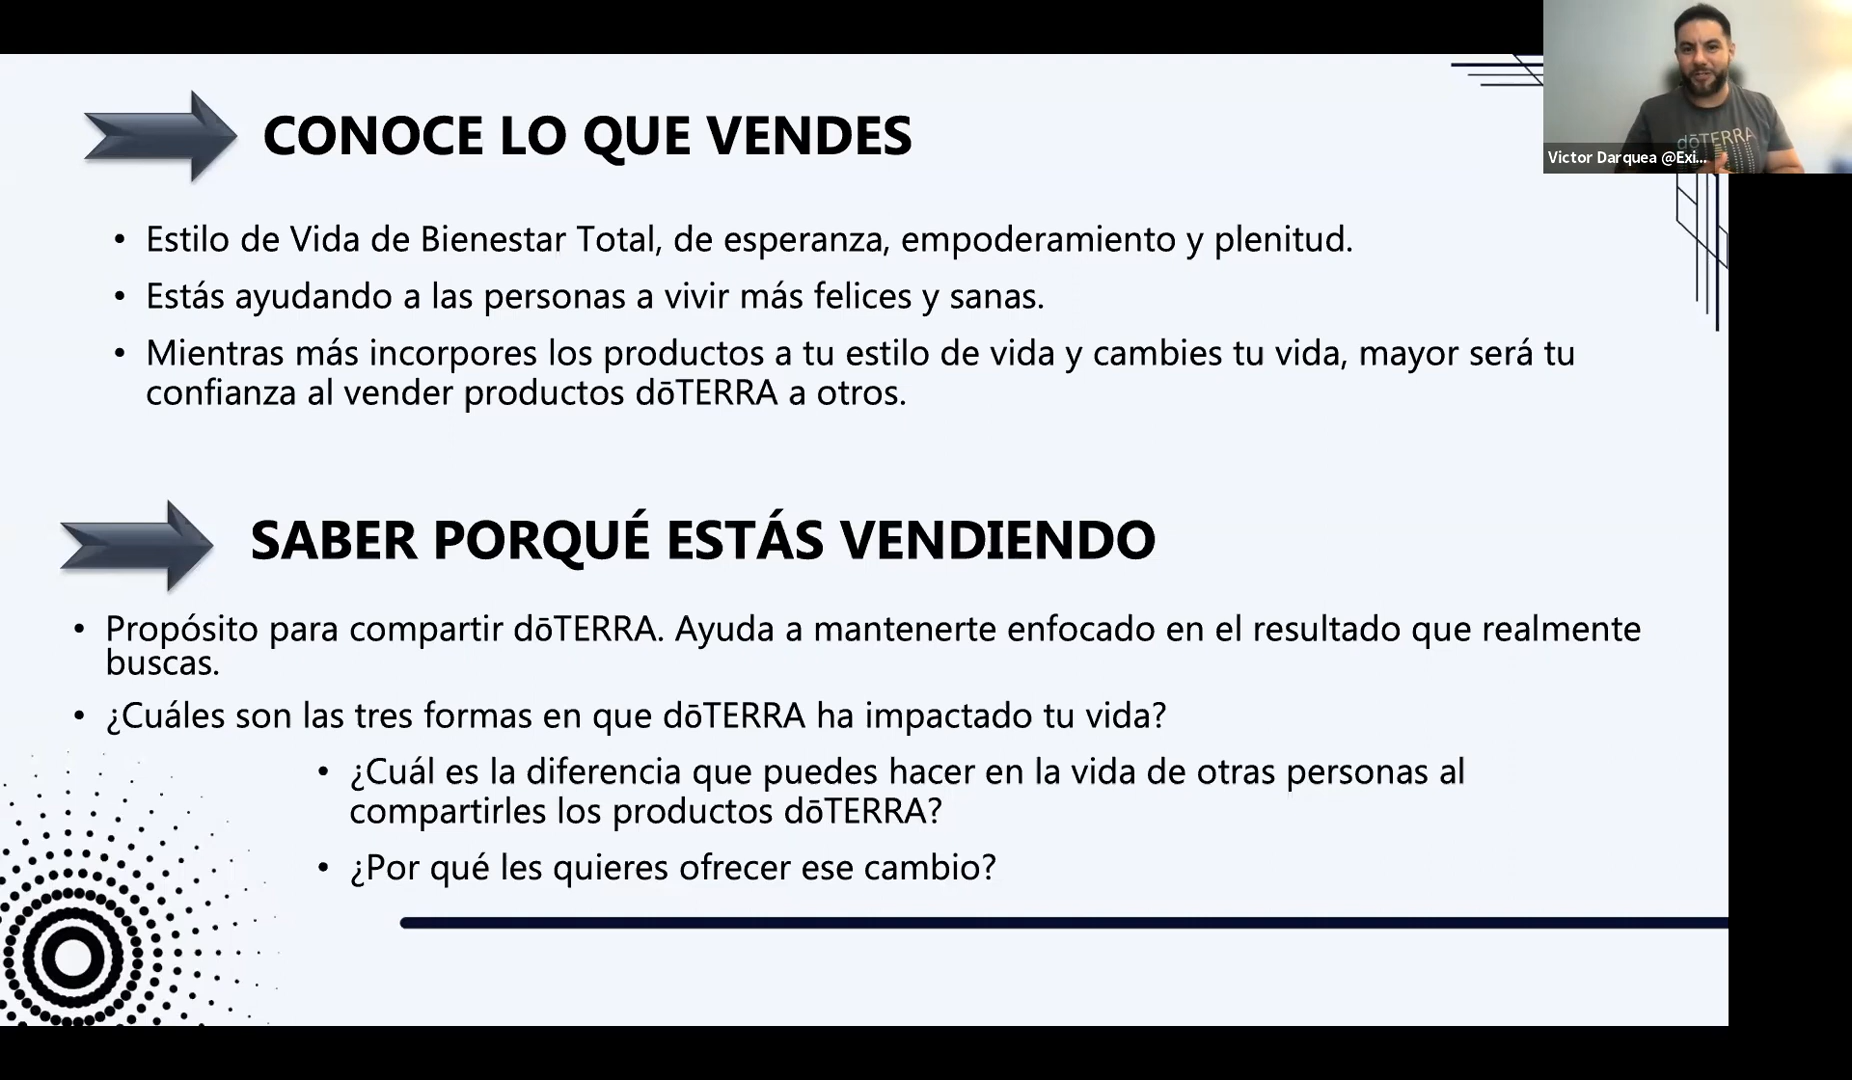 CONOCE LO QUE VENDES
dōTERRA
Victor Darquea @Exi...
• Estilo de Vida de Bienestar Total, de esperanza, empoderamiento y plenitud.
• Estás ayudando a las personas a vivir más felices y sanas.
• Mientras más incorpores los productos a tu estilo de vida y cambies tu vida, mayor será tu
confianza al vender productos dōTERRA a otros.
SABER PORQUÉ ESTÁS VENDIENDO
• Propósito para compartir dōTERRA. Ayuda a mantenerte enfocado en el resultado que realmente
buscas.
• ¿Cuáles son las tres formas en que dōTERRA ha impactado tu vida?
• ¿Cuál es la diferencia que puedes hacer en la vida de otras personas al
compartirles los productos dōTERRA?
• ¿Por qué les quieres ofrecer ese cambio?